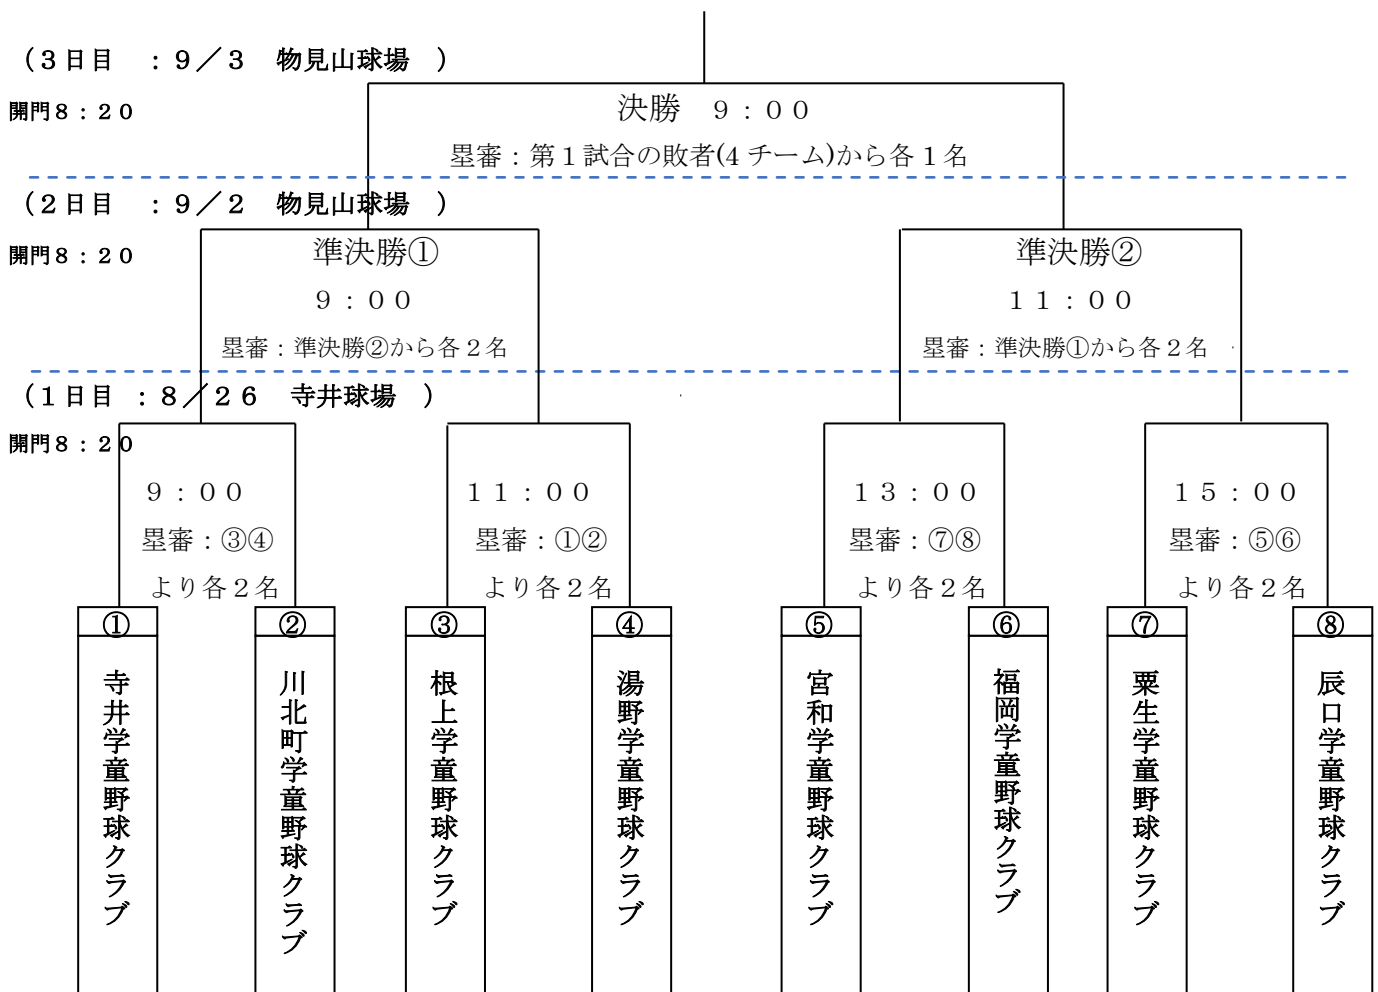 （３日目　：９／３　物見山球場　）
開門８：２０
決勝　９：００
塁審：第１試合の敗者(4 チーム)から各１名
（２日目　：９／２　物見山球場　）
開門８：２０
準決勝①
９：００
塁審：準決勝②から各２名
準決勝②
１１：００
塁審：準決勝①から各２名
（１日目　：８／２６　寺井球場　）
開門８：２０
９：００
塁審：③④
より各２名
１１：００
塁審：①②
より各２名
１３：００
塁審：⑦⑧
より各２名
１５：００
塁審：⑤⑥
より各２名
①
寺井学童野球クラブ
②
川北町学童野球クラブ
③
根上学童野球クラブ
④
湯野学童野球クラブ
⑤
宮和学童野球クラブ
⑥
福岡学童野球クラブ
⑦
粟生学童野球クラブ
⑧
辰口学童野球クラブ